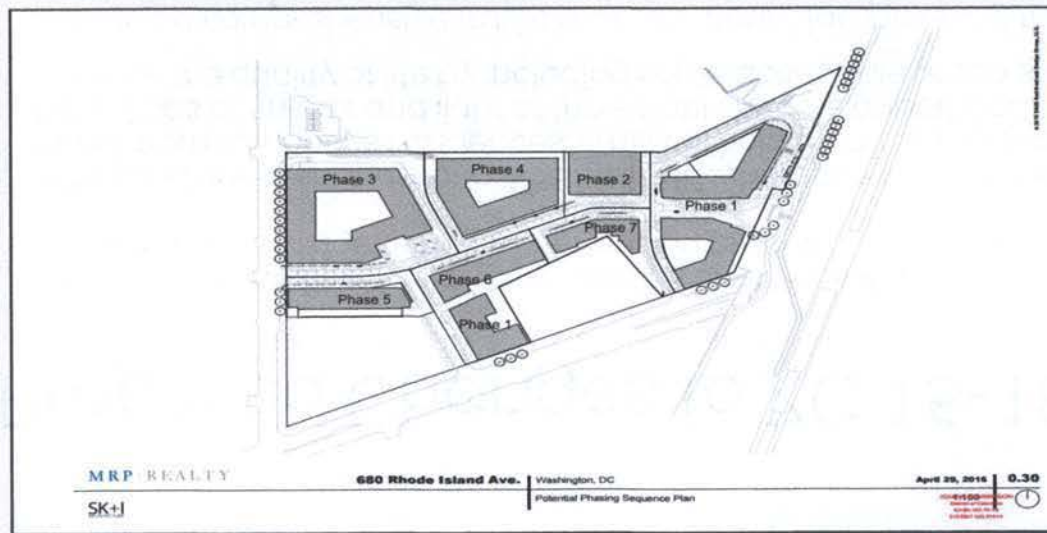 Phase 3
Phase 4
Phase 2
Phase 1
Phase 7
Phase 6
Phase 5
Phase 1
MRP REALTY
SK+I
680 Rhode Island Ave.
Washington, DC
Potential Phasing Sequence Plan
April 29, 2016
0.30